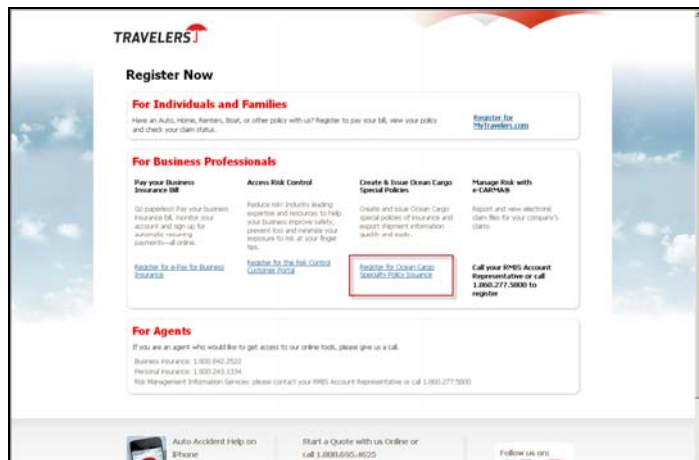 TRAVELERS
Register Now
For Individuals and Families
Have an Auto, Home, Renters, Boat, or other policy with us? Register to pay your bill, view your policy
and check your claim status.
Register for
MyTravelers.com
For Business Professionals
Pay your Business
Insurance Bill
Go paperless! Pay your business
insurance bill, monitor your
account and sign up for
automatic recurring
payments—all online.
Register for e-Pay for Business
Insurance
Access Risk Control
Reduce risk! Industry leading
expertise and resources to help
your business improve safety,
prevent loss and minimize your
exposure to risk at your finger
tips.
Register for the Risk Control
Customer Portal
Create & Issue Ocean Cargo
Special Policies
Create and issue Ocean Cargo
special policies of insurance and
export shipment information
quickly and easily.
Register for Ocean Cargo
Specialty Policy Issuance
Manage Risk with
e-CARMA®
Report and view electronic
claim files for your company's
claims.
Call your RMIS Account
Representative or call
1.860.277.5800 to
register
For Agents
If you are an agent who would like to get access to our online tools, please give us a call.
Business insurance: 1.800.842.2522
Personal insurance: 1.800.243.1334
Risk Management Information Services: please contact your RMIS Account Representative or call 1.860.277.5800
Auto Accident Help on
iPhone
Start a Quote with us Online or
call 1.888.695.4625
Follow us on: